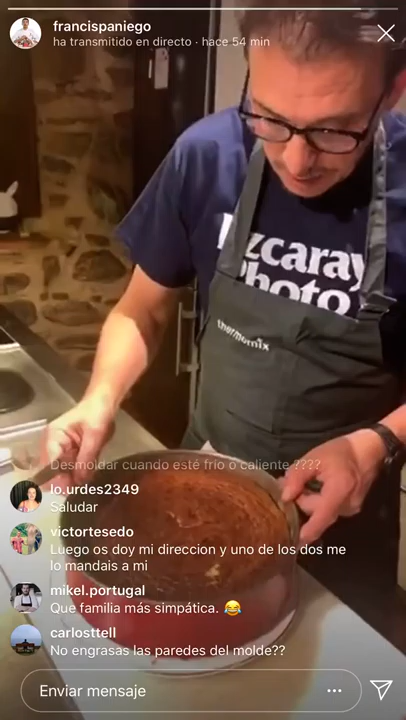 francispaniego
ha transmitido en directo · hace 54 min
zcaray
Photo
thermomix
Desmoldar cuando esté frío o caliente ????
lo.urdes2349
Saludar
victortesedo
Luego os doy mi direccion y uno de los dos me
lo mandais a mi
mikel.portugal
Que familia más simpática. 😂
carlosttell
No engrasas las paredes del molde??
Enviar mensaje